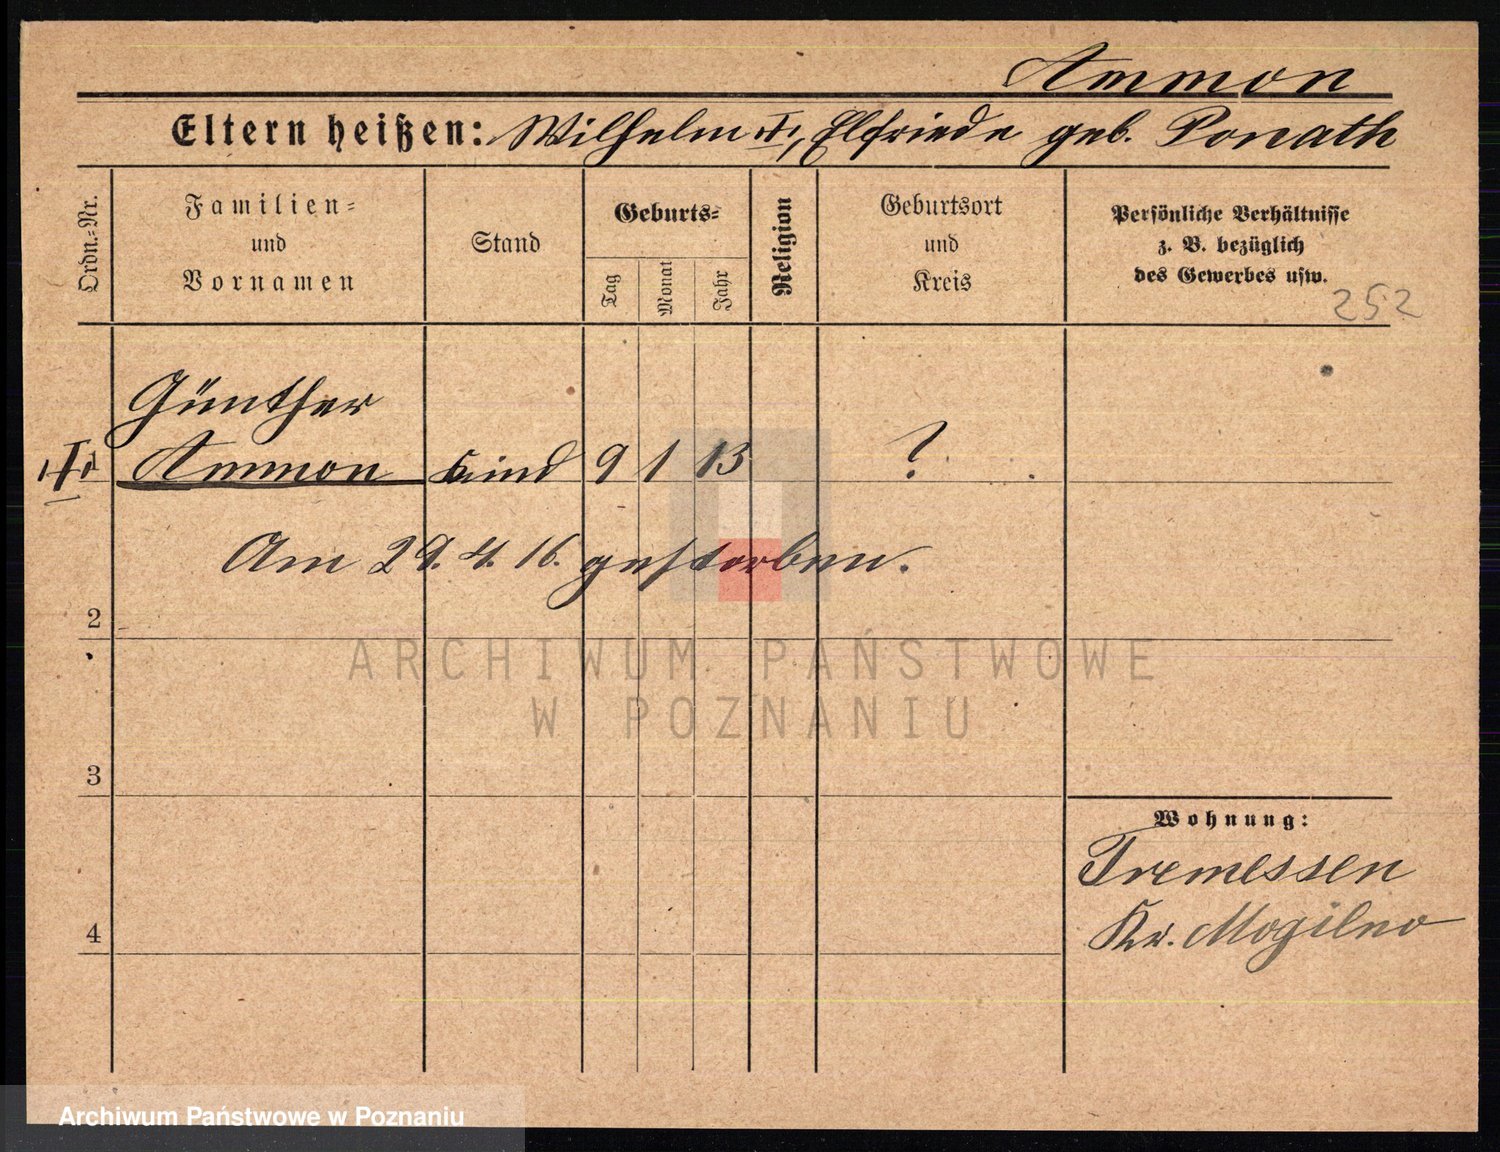 Ammon
Eltern heißen: Wilhelm †, Elfriede geb. Ponath
Ordn.-Nr.
Familien-
und
Vornamen
Stand
Geburts-
Tag
Monat
Jahr
Religion
Geburtsort
und
Kreis
Persönliche Verhältnisse
z. B. bezüglich
des Gewerbes usw.
252
Günther
† Ammon Kind 9 1 13 ?
Am 29. 4. 16. gestorben.
2
ARCHIWUM PAŃSTWOWE
W POZNANIU
3
Wohnung:
Tremessen
4
Kr. Mogilno
Archiwum Państwowe w Poznaniu